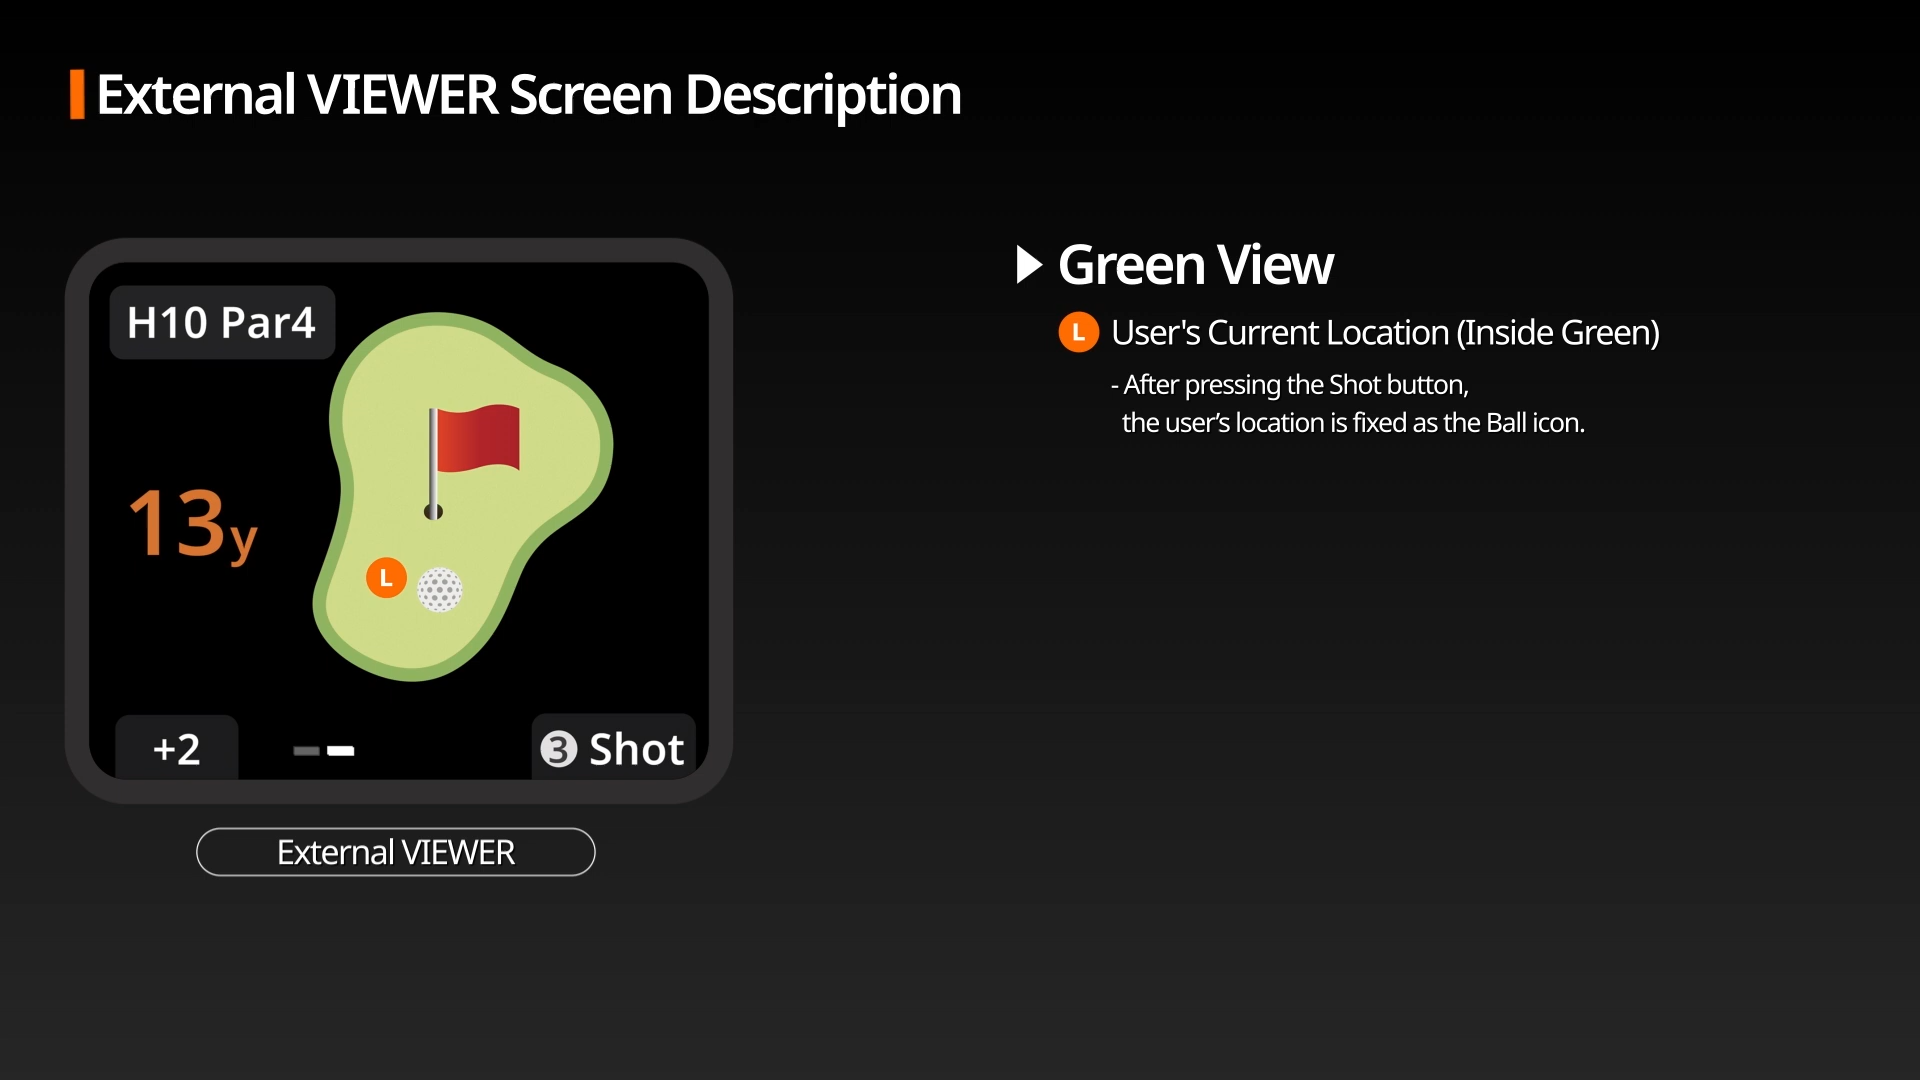 External VIEWER Screen Description
H10 Par4
13y
L
+2
3 Shot
External VIEWER
Green View
L User's Current Location (Inside Green)
- After pressing the Shot button,
the user’s location is fixed as the Ball icon.